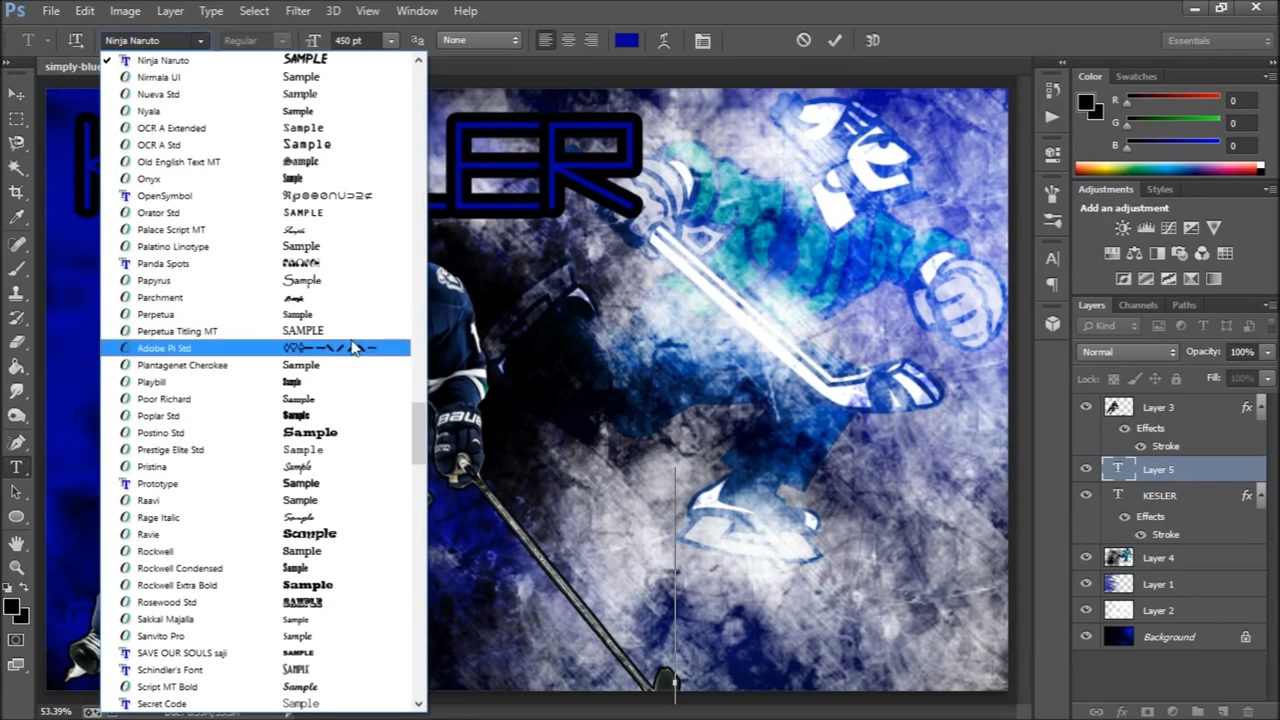 Ps File Edit Image Layer Type Select Filter 3D View Window Help
T Ninja Naruto Regular 450 pt aa None 3D Essentials
simply-blue
Ninja Naruto SAMPLE
Nirmala UI Sample
Nueva Std Sample
Nyala Sample
OCR A Extended Sample
OCR A Std Sample
Old English Text MT Sample
Onyx Sample
OpenSymbol
Orator Std SAMPLE
Palace Script MT Sample
Palatino Linotype Sample
Panda Spots
Papyrus Sample
Parchment
Perpetua Sample
Perpetua Titling MT SAMPLE
Adobe Pi Std
Plantagenet Cherokee Sample
Playbill Sample
Poor Richard Sample
Poplar Std Sample
Postino Std Sample
Prestige Elite Std Sample
Pristina Sample
Prototype Sample
Raavi Sample
Rage Italic Sample
Ravie Sample
Rockwell Sample
Rockwell Condensed Sample
Rockwell Extra Bold Sample
Rosewood Std SAMPLE
Sakkal Majalla Sample
Sanvito Pro Sample
SAVE OUR SOULS saji SAMPLE
Schindler's Font SAMPLE
Script MT Bold Sample
Secret Code Sample
53.39%
K
LER
BAUER
Color Swatches
R 0
G 0
B 0
Adjustments Styles
Add an adjustment
Layers Channels Paths
Kind
Normal Opacity: 100%
Lock: Fill: 100%
Layer 3 fx
Effects
Stroke
T Layer 5
T KESLER fx
Effects
Stroke
Layer 4
Layer 1
Layer 2
Background
fx